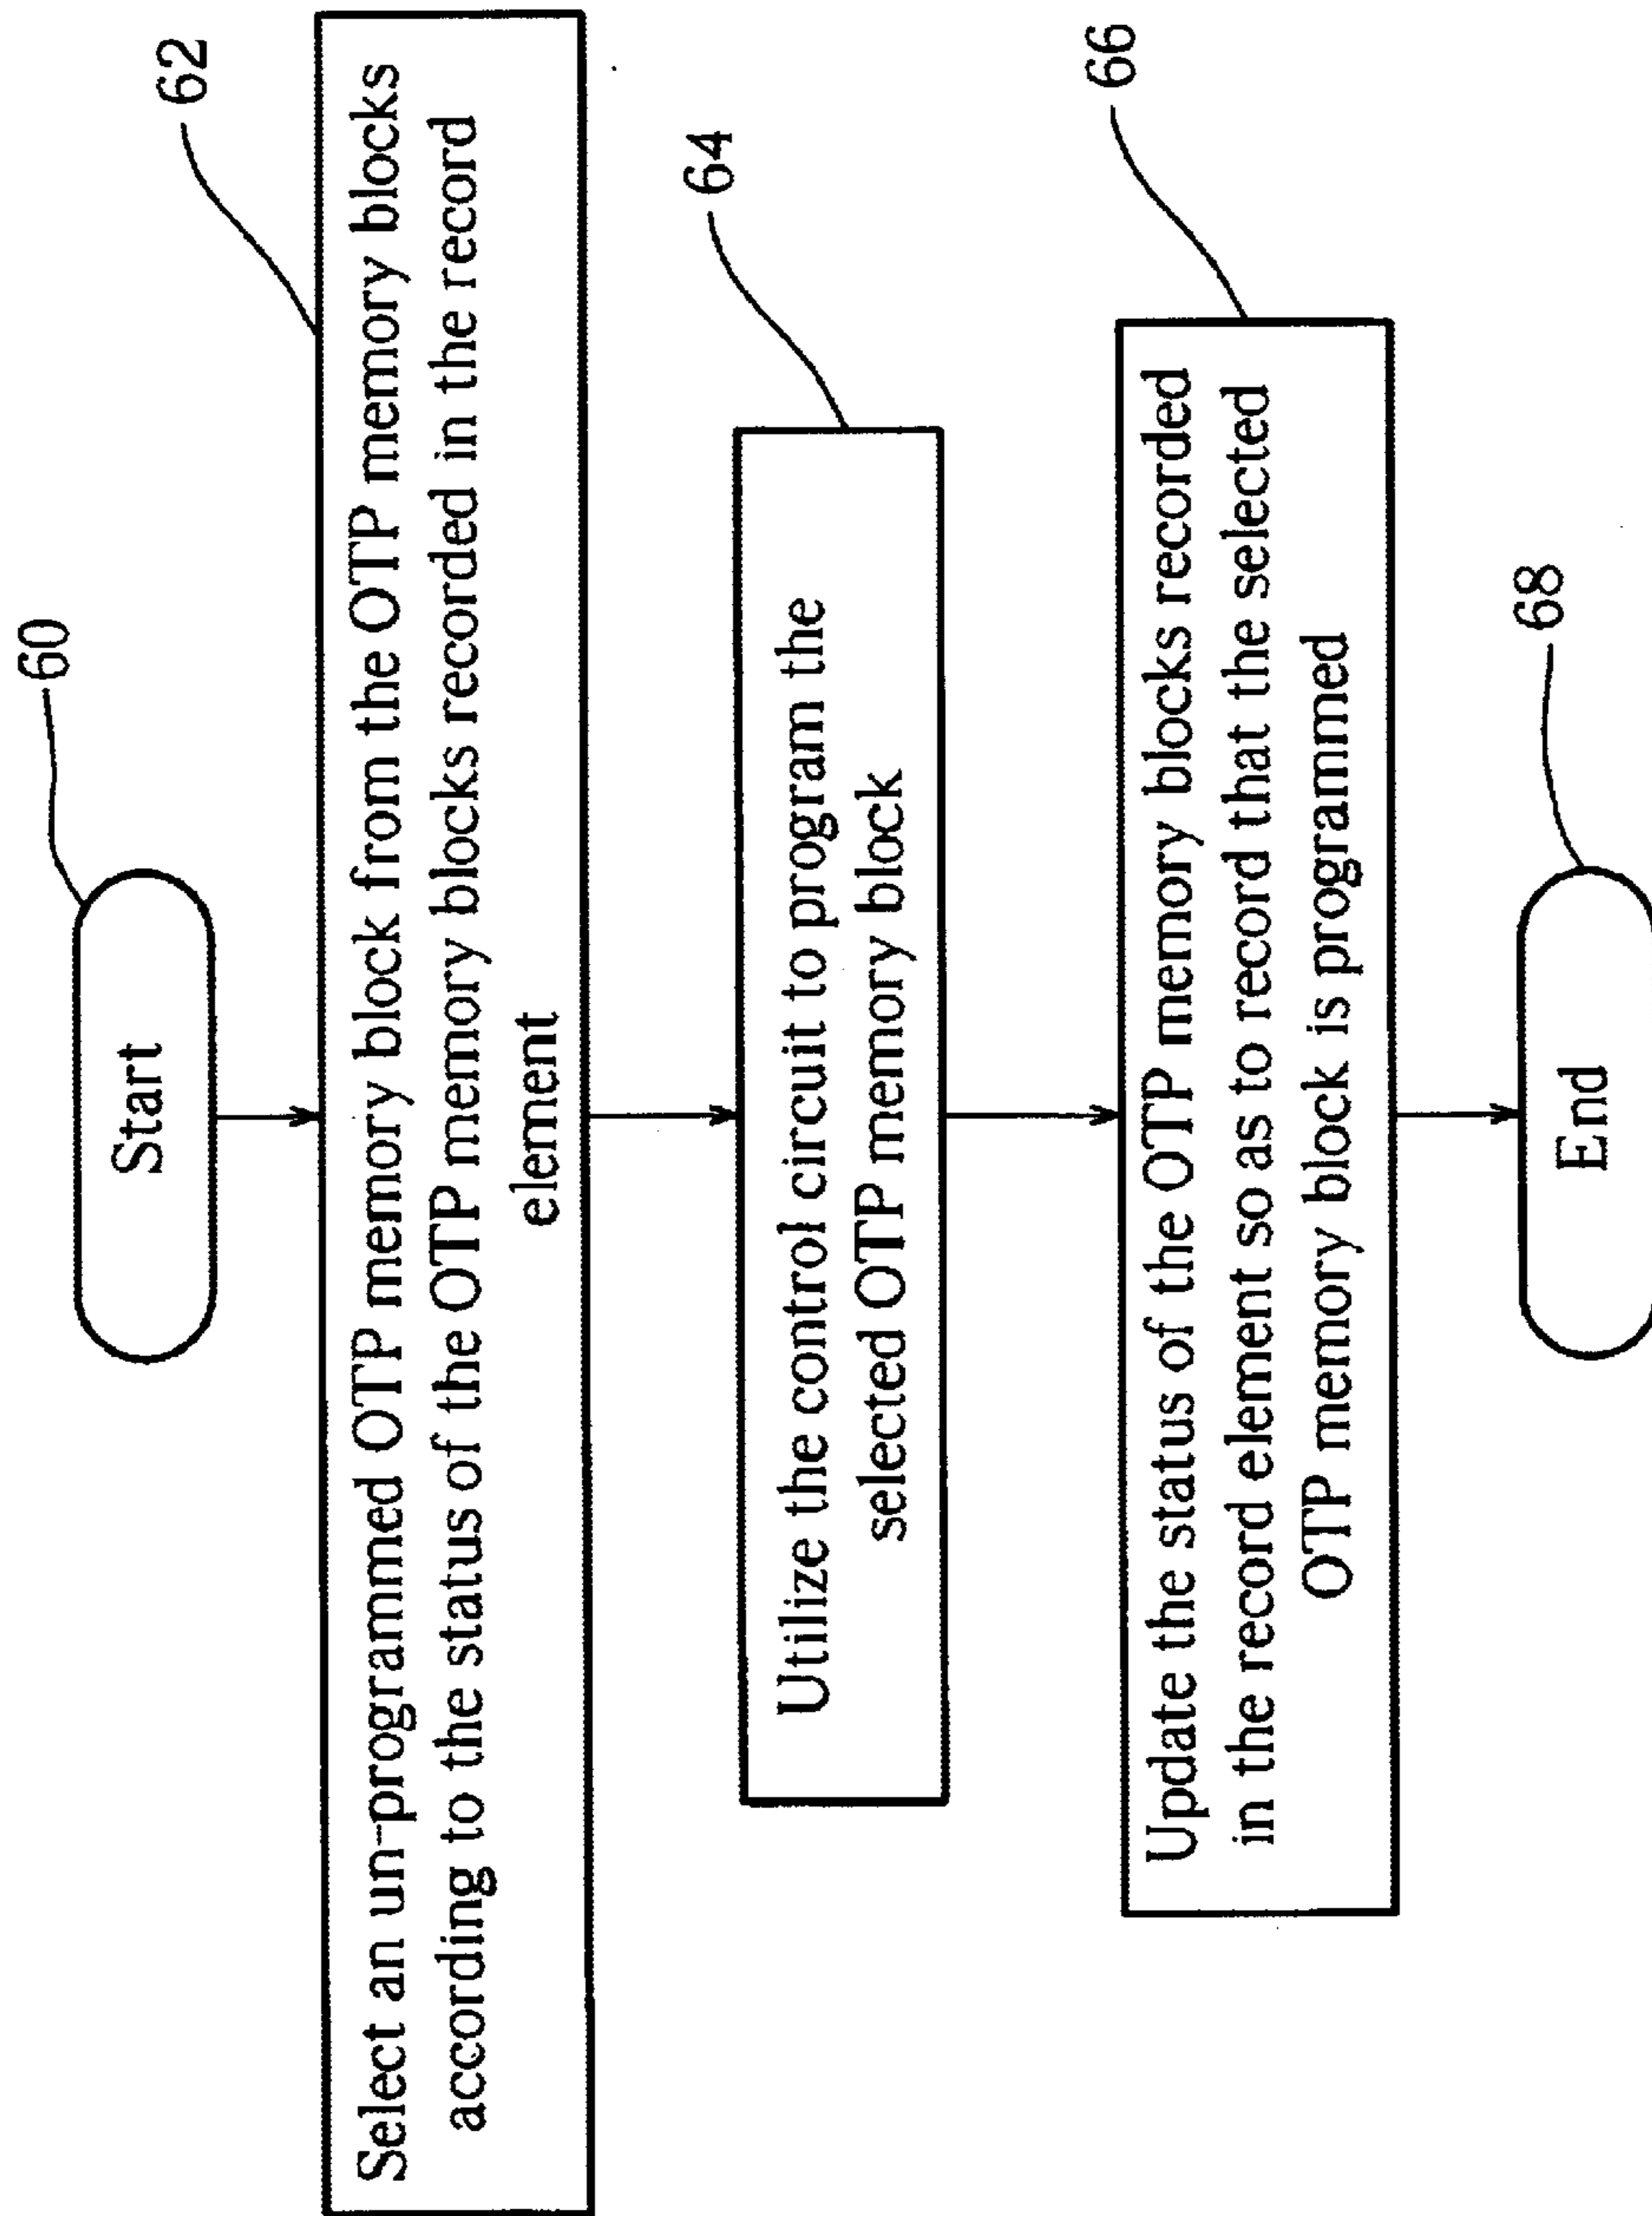 60
Start
62
Select an un-programmed OTP memory block from the OTP memory blocks
according to the status of the OTP memory blocks recorded in the record
element
64
Utilize the control circuit to program the
selected OTP memory block
66
Update the status of the OTP memory blocks recorded
in the record element so as to record that the selected
OTP memory block is programmed
68
End